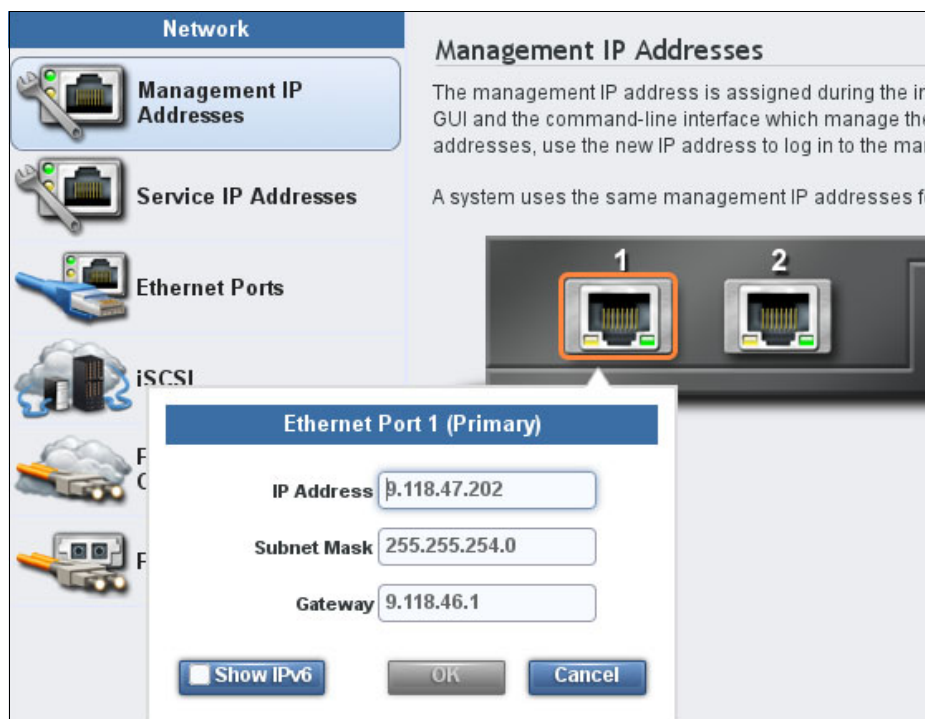 Network
Management IP
Addresses
Service IP Addresses
Ethernet Ports
iSCSI
F
C
F
Management IP Addresses
The management IP address is assigned during the
GUI and the command-line interface which manage the
addresses, use the new IP address to log in to the
A system uses the same management IP addresses
1
2
Ethernet Port 1 (Primary)
IP Address 9.118.47.202
Subnet Mask 255.255.254.0
Gateway 9.118.46.1
Show IPv6
OK
Cancel